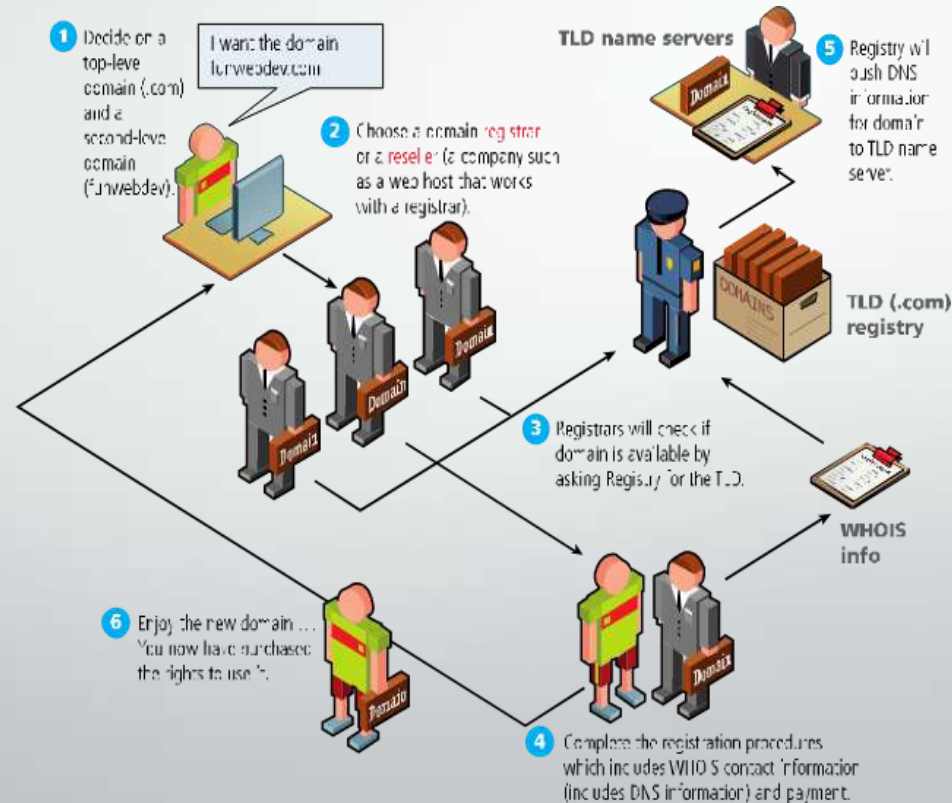 1 Decide on a
top-leve
domain (.com)
and a
second-level
domain
(funwebdev).
I want the domain
funwebdev.com
2 Choose a domain registrar
or a reseller (a company such
as a web host that works
with a registrar).
TLD name servers
5 Registry will
push DNS
information
for domain
to TLD name
server.
Domain
DOMAINS
TLD (.com)
registry
Domain
Domain
Domain
3 Registrars will check if
domain is available by
asking Registry for the TLD.
WHOIS
info
6 Enjoy the new domain ...
You now have purchased
the rights to use it.
Domain
Domain
4 Complete the registration procedures
which includes WHOIS contact information
(includes DNS information) and payment.